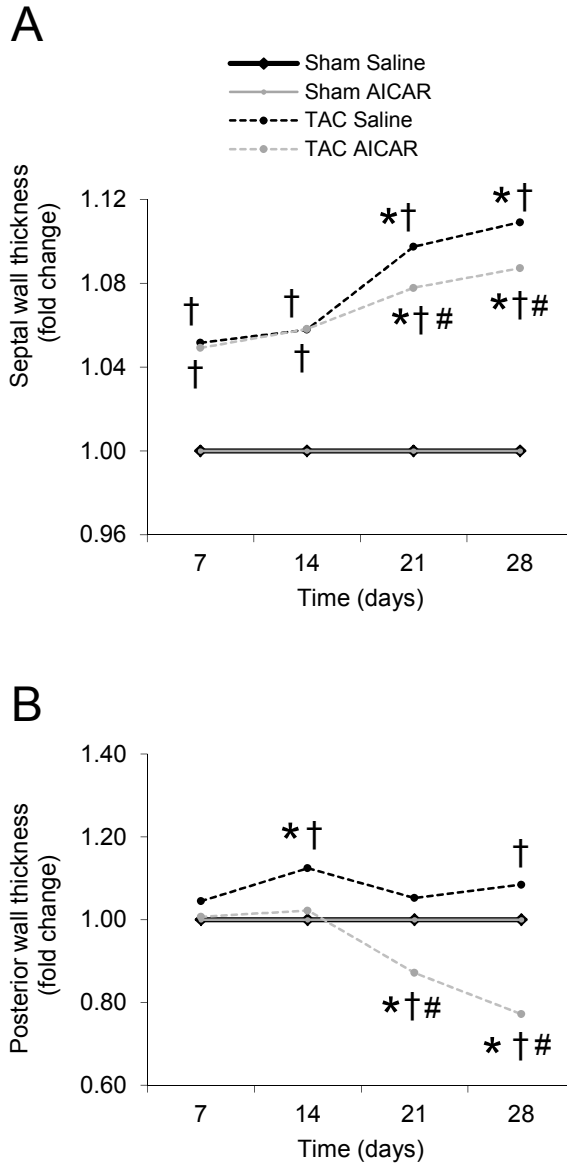 A
Sham Saline
Sham AICAR
TAC Saline
TAC AICAR
Septal wall thickness
(fold change)
1.12
1.08
1.04
1.00
0.96
† † *† *†
† † *†# *†#
7 14 21 28
Time (days)
B
Posterior wall thickness
(fold change)
1.40
1.20
1.00
0.80
0.60
*† †
*†# *†#
7 14 21 28
Time (days)